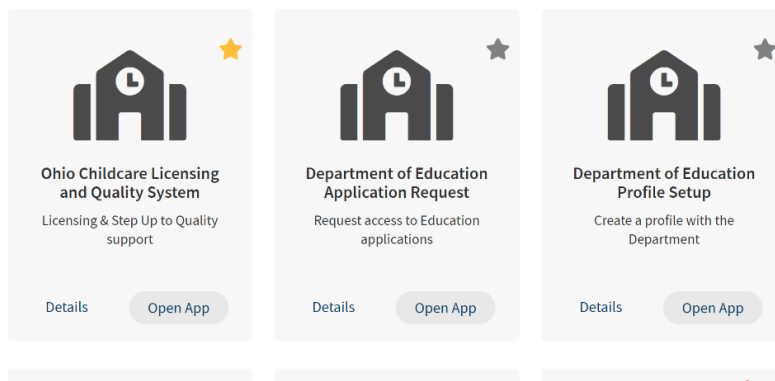 Ohio Childcare Licensing
and Quality System
Licensing & Step Up to Quality
support
Details
Open App
Department of Education
Application Request
Request access to Education
applications
Details
Open App
Department of Education
Profile Setup
Create a profile with the
Department
Details
Open App